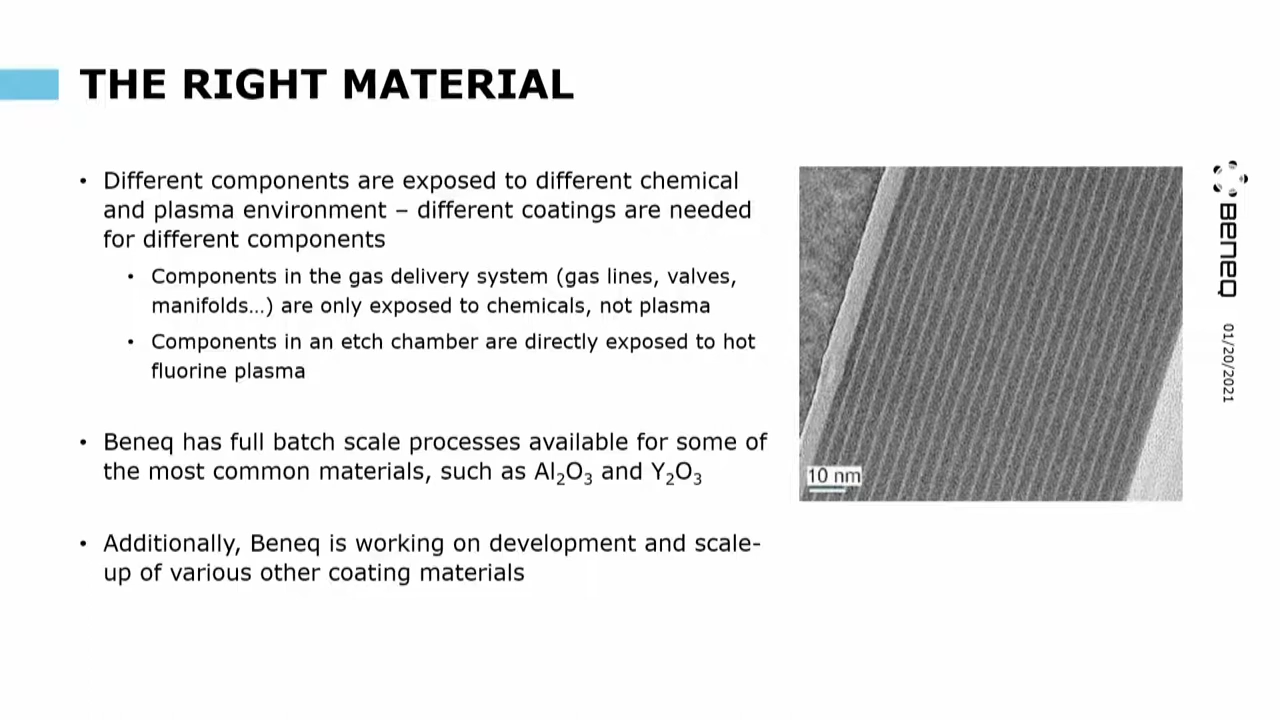 THE RIGHT MATERIAL
• Different components are exposed to different chemical
and plasma environment – different coatings are needed
for different components
• Components in the gas delivery system (gas lines, valves,
manifolds...) are only exposed to chemicals, not plasma
• Components in an etch chamber are directly exposed to hot
fluorine plasma
• Beneq has full batch scale processes available for some of
the most common materials, such as Al₂O₃ and Y₂O₃
• Additionally, Beneq is working on development and scale-
up of various other coating materials
10 nm
BENEQ
01/20/2021